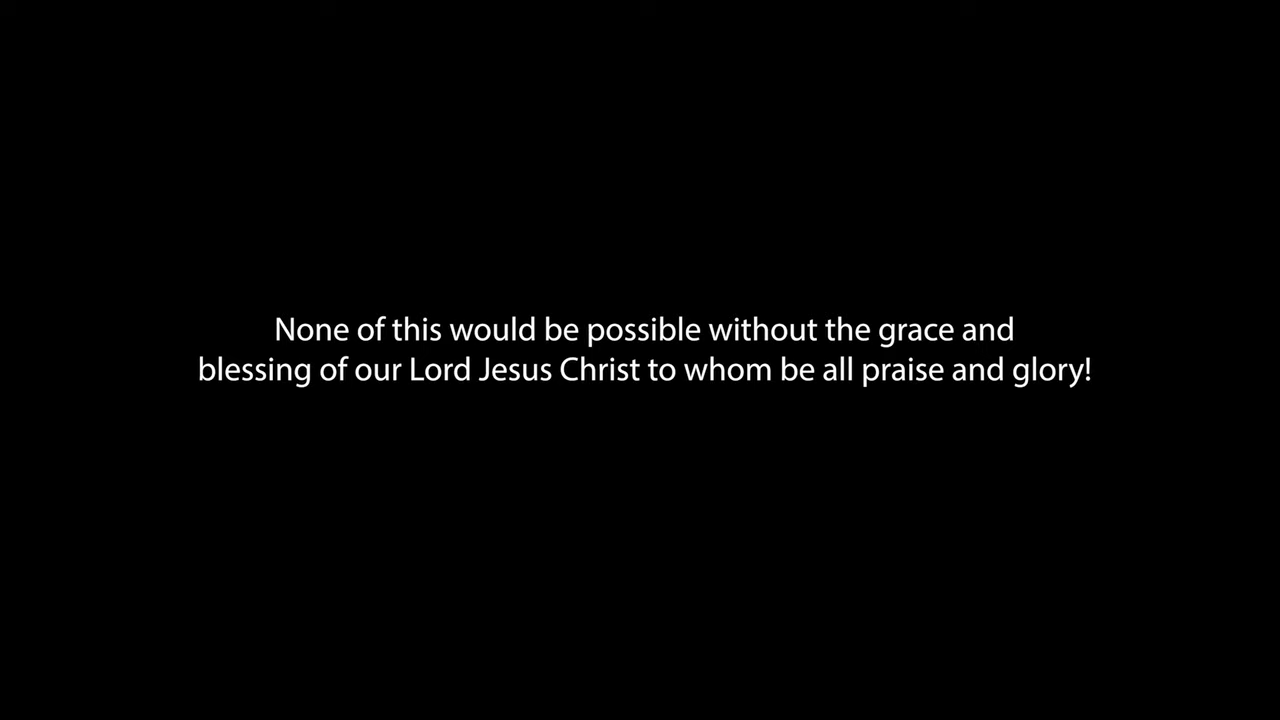 None of this would be possible without the grace and
blessing of our Lord Jesus Christ to whom be all praise and glory!